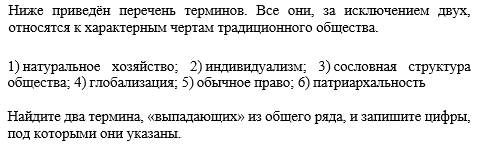 Ниже приведён перечень терминов. Все они, за исключением двух,
относятся к характерным чертам традиционного общества.
1) натуральное хозяйство; 2) индивидуализм; 3) сословная структура
общества; 4) глобализация; 5) обычное право; 6) патриархальность
Найдите два термина, «выпадающих» из общего ряда, и запишите цифры,
под которыми они указаны.